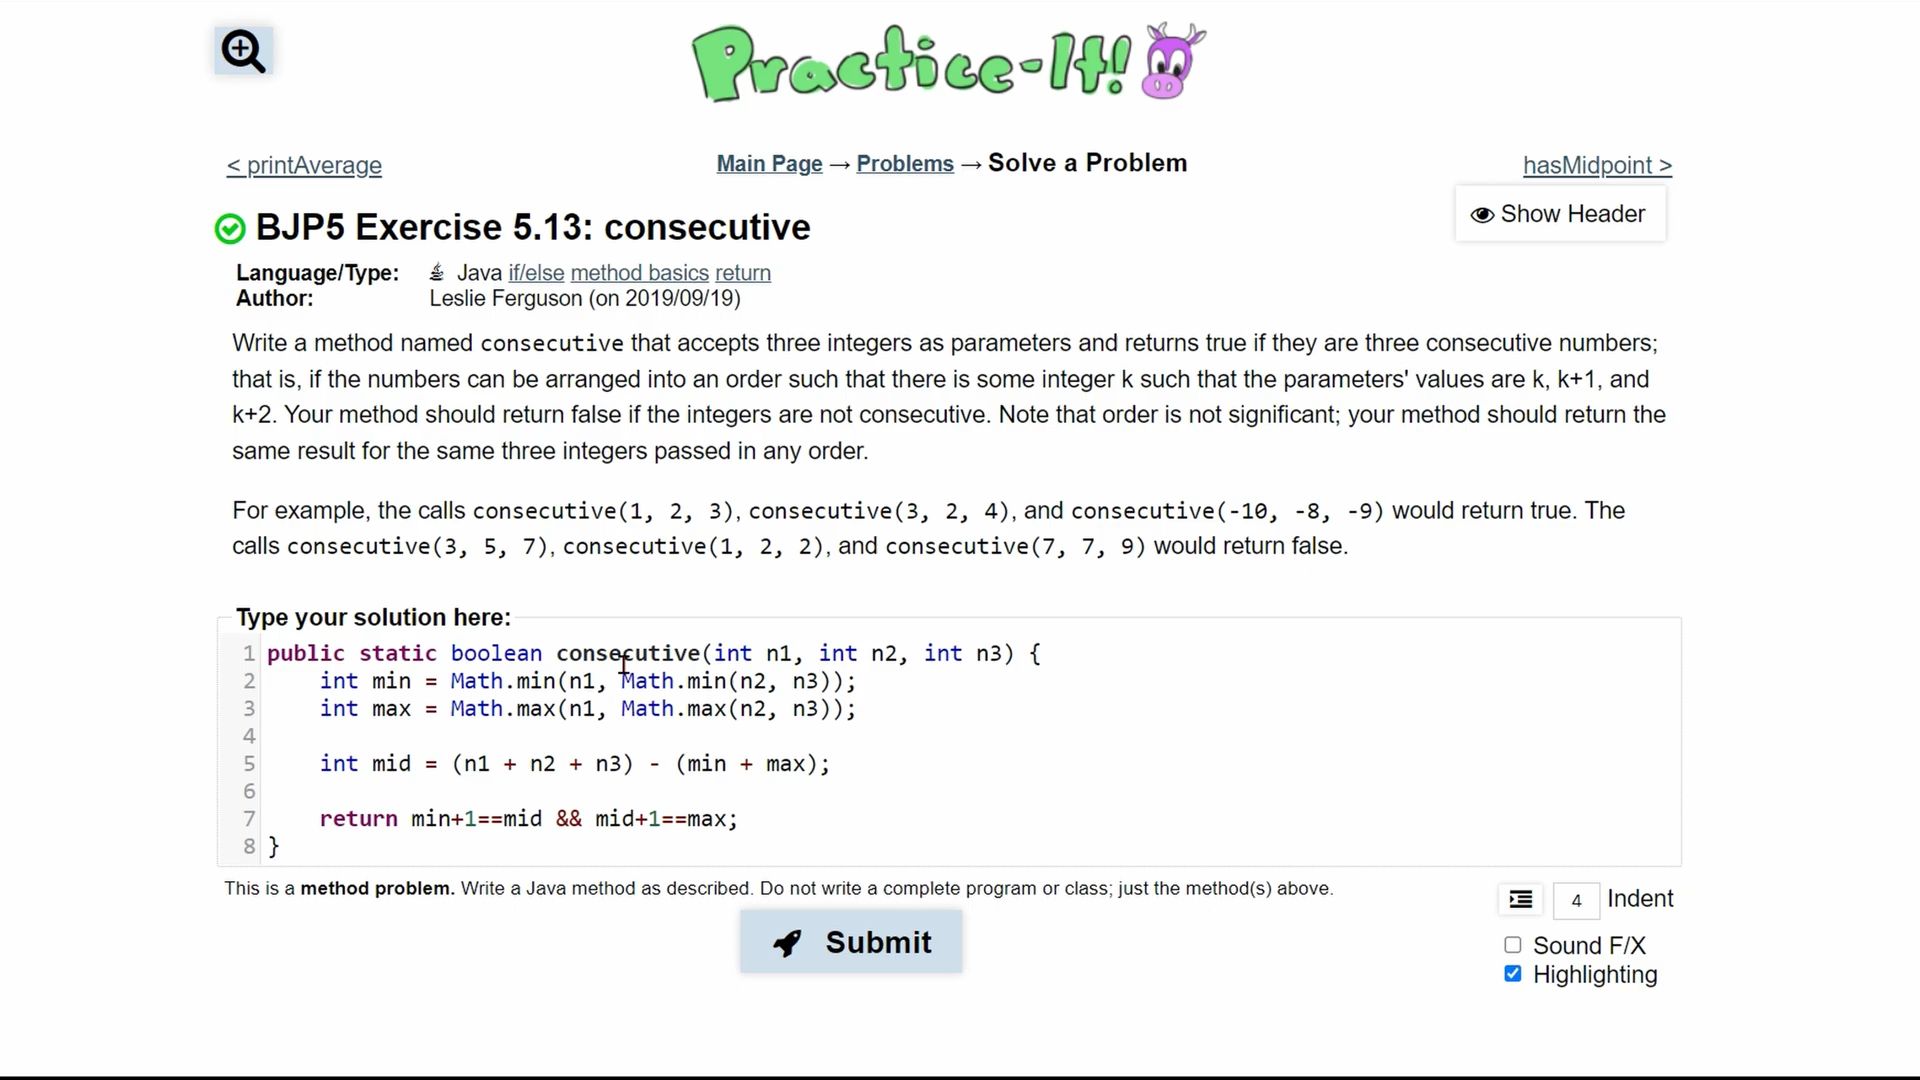 Practice-It!
< printAverage
Main Page → Problems → Solve a Problem
hasMidpoint >
Show Header
BJP5 Exercise 5.13: consecutive
Language/Type: Java if/else method basics return
Author: Leslie Ferguson (on 2019/09/19)
Write a method named consecutive that accepts three integers as parameters and returns true if they are three consecutive numbers;
that is, if the numbers can be arranged into an order such that there is some integer k such that the parameters' values are k, k+1, and
k+2. Your method should return false if the integers are not consecutive. Note that order is not significant; your method should return the
same result for the same three integers passed in any order.
For example, the calls consecutive(1, 2, 3), consecutive(3, 2, 4), and consecutive(-10, -8, -9) would return true. The
calls consecutive(3, 5, 7), consecutive(1, 2, 2), and consecutive(7, 7, 9) would return false.
Type your solution here:
1 public static boolean consecutive(int n1, int n2, int n3) {
2     int min = Math.min(n1, Math.min(n2, n3));
3     int max = Math.max(n1, Math.max(n2, n3));
4
5     int mid = (n1 + n2 + n3) - (min + max);
6
7     return min+1==mid && mid+1==max;
8 }
This is a method problem. Write a Java method as described. Do not write a complete program or class; just the method(s) above.
4 Indent
Submit
Sound F/X
Highlighting